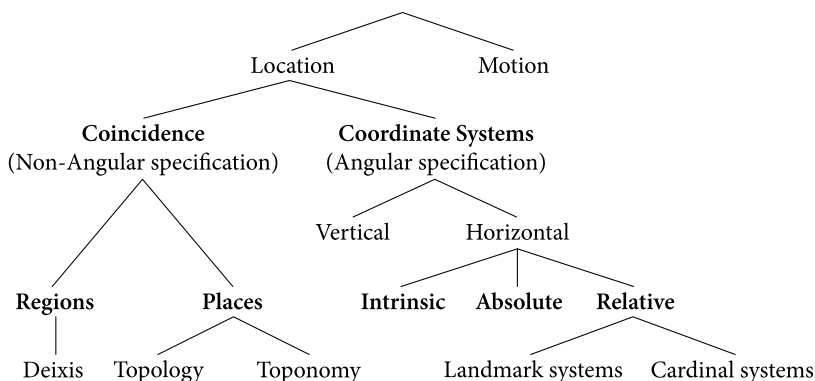 Location Motion
Coincidence Coordinate Systems
(Non-Angular specification) (Angular specification)
Vertical Horizontal
Regions Places Intrinsic Absolute Relative
Deixis Topology Toponomy Landmark systems Cardinal systems